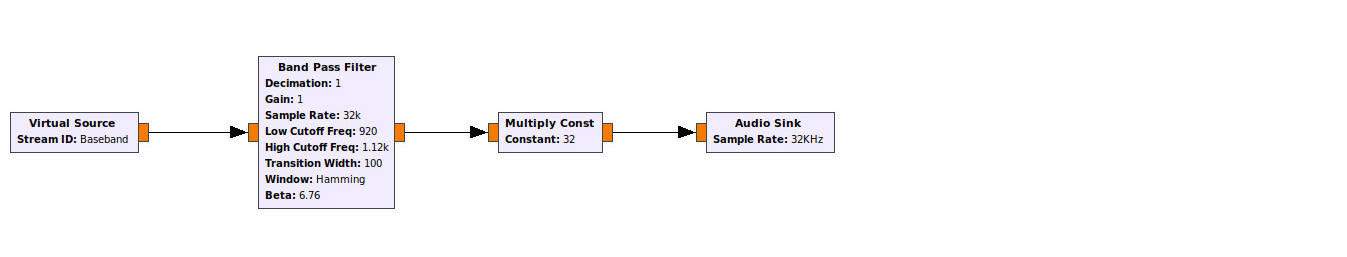 Virtual Source
Stream ID: Baseband
Band Pass Filter
Decimation: 1
Gain: 1
Sample Rate: 32k
Low Cutoff Freq: 920
High Cutoff Freq: 1.12k
Transition Width: 100
Window: Hamming
Beta: 6.76
Multiply Const
Constant: 32
Audio Sink
Sample Rate: 32KHz